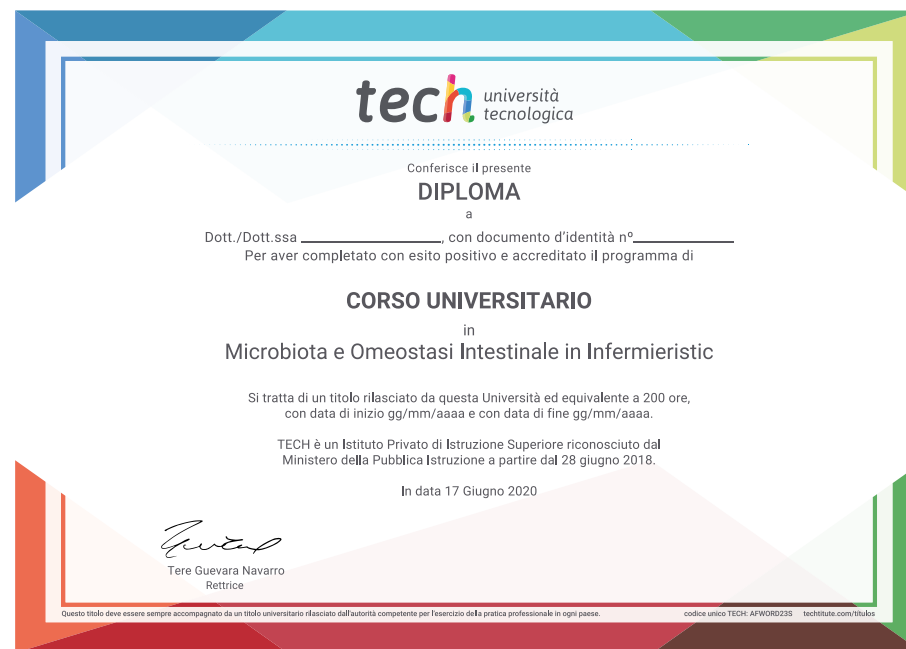 tech università
tecnologica
Conferisce il presente
DIPLOMA
a
Dott./Dott.ssa ____________________, con documento d'identità nº______________
Per aver completato con esito positivo e accreditato il programma di
CORSO UNIVERSITARIO
in
Microbiota e Omeostasi Intestinale in Infermieristic
Si tratta di un titolo rilasciato da questa Università ed equivalente a 200 ore,
con data di inizio gg/mm/aaaa e con data di fine gg/mm/aaaa.
TECH è un Istituto Privato di Istruzione Superiore riconosciuto dal
Ministero della Pubblica Istruzione a partire dal 28 giugno 2018.
In data 17 Giugno 2020
Tere Guevara Navarro
Rettrice
Questo titolo deve essere sempre accompagnato da un titolo universitario rilasciato dall'autorità competente per l'esercizio della pratica professionale in ogni paese. codice unico TECH: AFWORD23S techtitute.com/titulos